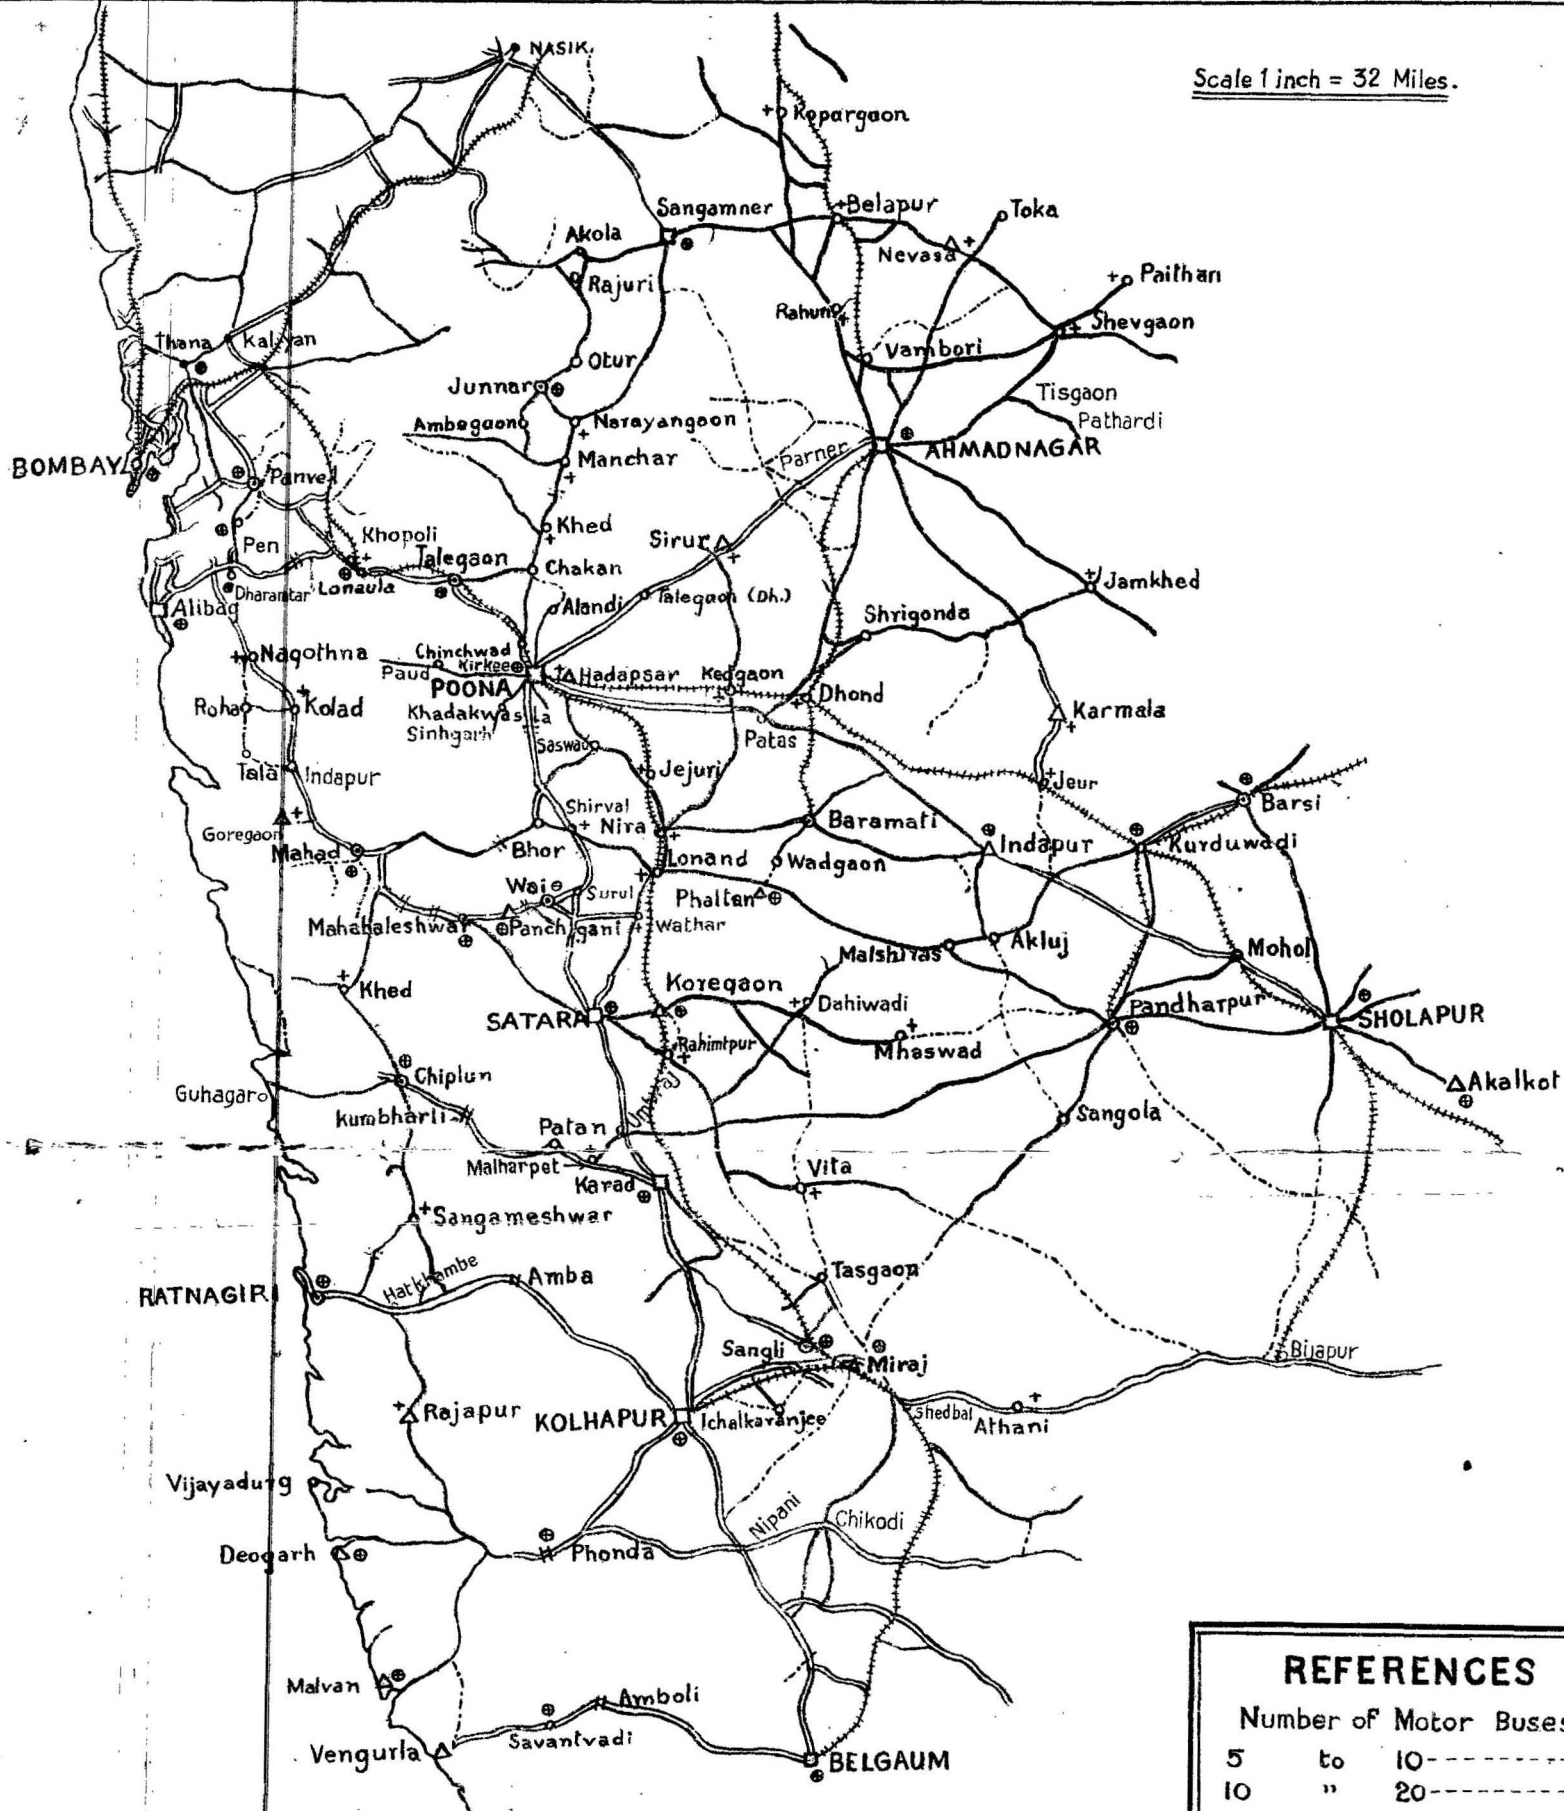 NASIK
Scale 1 inch = 32 Miles.
Kopargaon
Sangamner
Belapur
Toka
Akola
Nevasa
Rajuri
Paithan
Rahuri
Shevgaon
Thana
Kalyan
Vambori
Otur
Junnar
Tisgaon
Pathardi
Ambegaon
Narayangaon
Parner
AHMADNAGAR
BOMBAY
Manchar
Panvel
Khed
Khopoli
Sirur
Pen
Talegaon
Chakan
Jamkhed
Dharamtar
Lonaula
Alandi
Talegaon (Dh.)
Alibag
Shrigonda
Nagothna
Chinchwad
Kirkee
Paud
Hadapsar
Kedgaon
POONA
Dhond
Roha
Kolad
Khadakwasla
Karmala
Sinhgarh
Saswad
Patas
Tala
Indapur
Jejuri
Jeur
Barsi
Goregaon
Shirval
Nira
Baramati
Mahad
Bhor
Indapur
Kurduwadi
Lonand
Wadgaon
Wai
Surul
Phaltan
Mahabaleshwar
Panchgani
Wathar
Akluj
Malshiras
Mohol
Khed
Koregaon
Dahiwadi
Pandharpur
SATARA
SHOLAPUR
Rahimtpur
Mhaswad
Chiplun
Akalkot
Guhagar
Kumbharli
Patan
Sangola
Malharpet
Karad
Vita
Sangameshwar
Hatkhambe
Amba
Tasgaon
RATNAGIRI
Sangli
Miraj
Bijapur
Rajapur
KOLHAPUR
Ichalkaranjee
Shedbal
Athani
Vijayadurg
Nipani
Chikodi
Deogarh
Phonda
REFERENCES
Malvan
Amboli
Number of Motor Buses
Savantvadi
Vengurla
BELGAUM
5 to 10
10 " 20